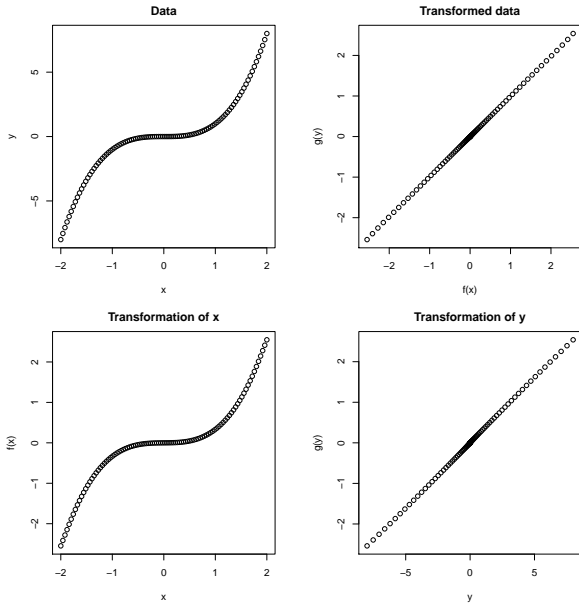 Data
5
0
−5
y
−2 −1 0 1 2
x
Transformed data
2
1
0
−1
−2
g(y)
−2 −1 0 1 2
f(x)
Transformation of x
2
1
0
−1
−2
f(x)
−2 −1 0 1 2
x
Transformation of y
2
1
0
−1
−2
g(y)
−5 0 5
y